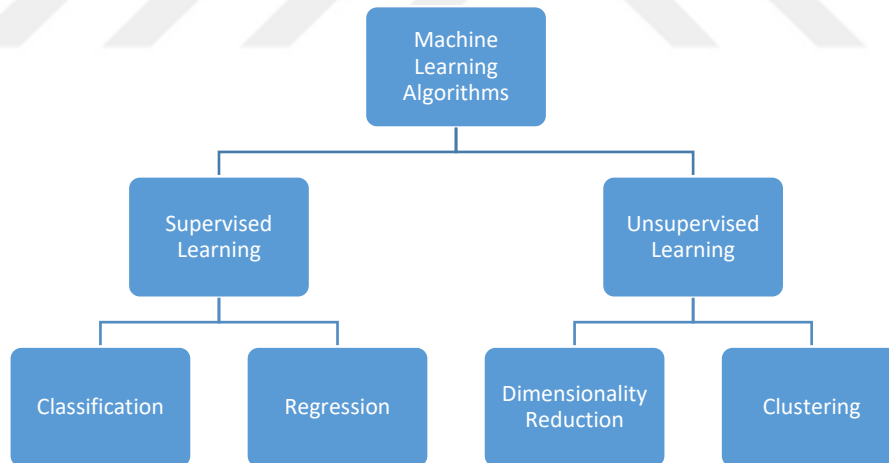 Machine
Learning
Algorithms
Supervised
Learning
Unsupervised
Learning
Classification
Regression
Dimensionality
Reduction
Clustering